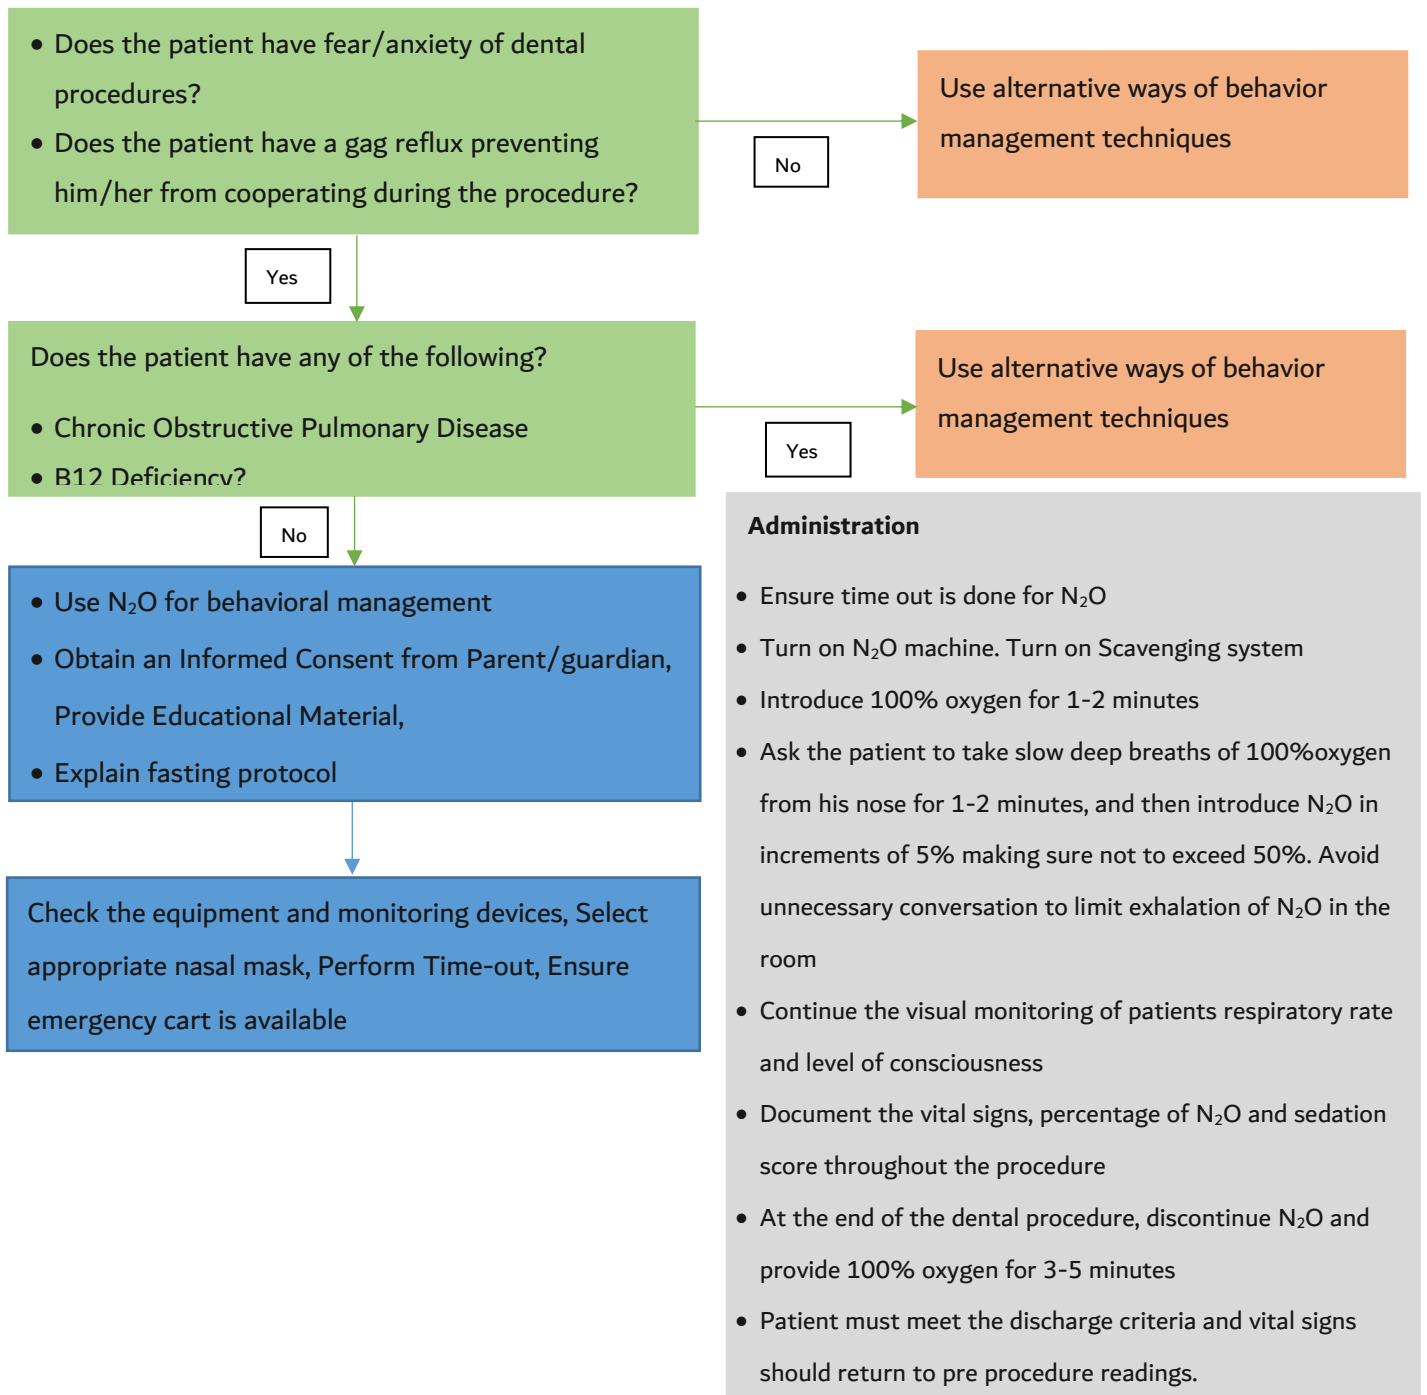 • Does the patient have fear/anxiety of dental
procedures?
• Does the patient have a gag reflux preventing
him/her from cooperating during the procedure?
No
Use alternative ways of behavior
management techniques
Yes
Does the patient have any of the following?
• Chronic Obstructive Pulmonary Disease
• B12 Deficiency?
Yes
Use alternative ways of behavior
management techniques
No
• Use N₂O for behavioral management
• Obtain an Informed Consent from Parent/guardian,
Provide Educational Material,
• Explain fasting protocol
Check the equipment and monitoring devices, Select
appropriate nasal mask, Perform Time-out, Ensure
emergency cart is available
Administration
• Ensure time out is done for N₂O
• Turn on N₂O machine. Turn on Scavenging system
• Introduce 100% oxygen for 1-2 minutes
• Ask the patient to take slow deep breaths of 100%oxygen
from his nose for 1-2 minutes, and then introduce N₂O in
increments of 5% making sure not to exceed 50%. Avoid
unnecessary conversation to limit exhalation of N₂O in the
room
• Continue the visual monitoring of patients respiratory rate
and level of consciousness
• Document the vital signs, percentage of N₂O and sedation
score throughout the procedure
• At the end of the dental procedure, discontinue N₂O and
provide 100% oxygen for 3-5 minutes
• Patient must meet the discharge criteria and vital signs
should return to pre procedure readings.